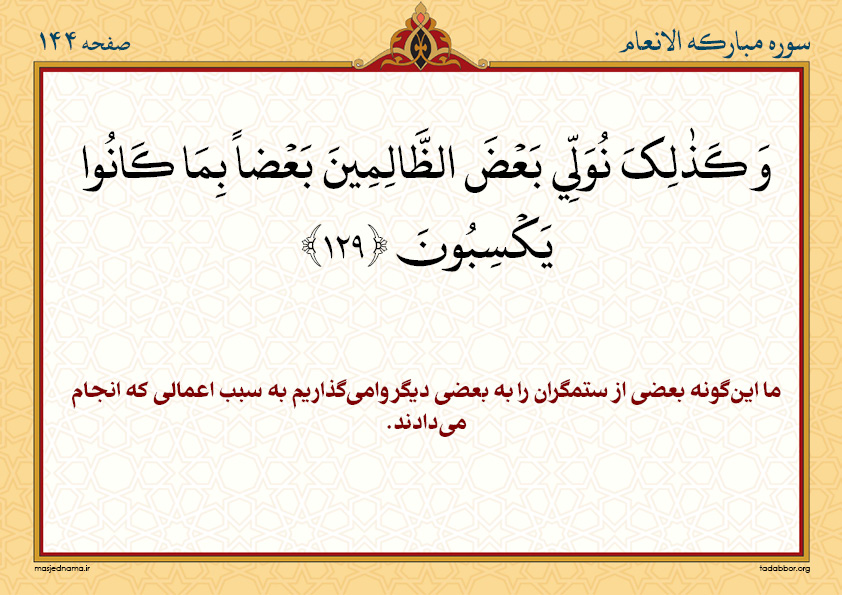 سوره مبارکه الانعام
صفحه ۱۴۴
وَ كَذٰلِكَ نُوَلِّي بَعْضَ الظَّالِمِينَ بَعْضاً بِمَا كَانُوا
يَكْسِبُونَ ﴿۱۲۹﴾
ما این‌گونه بعضی از ستمگران را به بعضی دیگر وامی‌گذاریم به سبب اعمالی که انجام
می‌دادند.
masjednama.ir
tadabbor.org